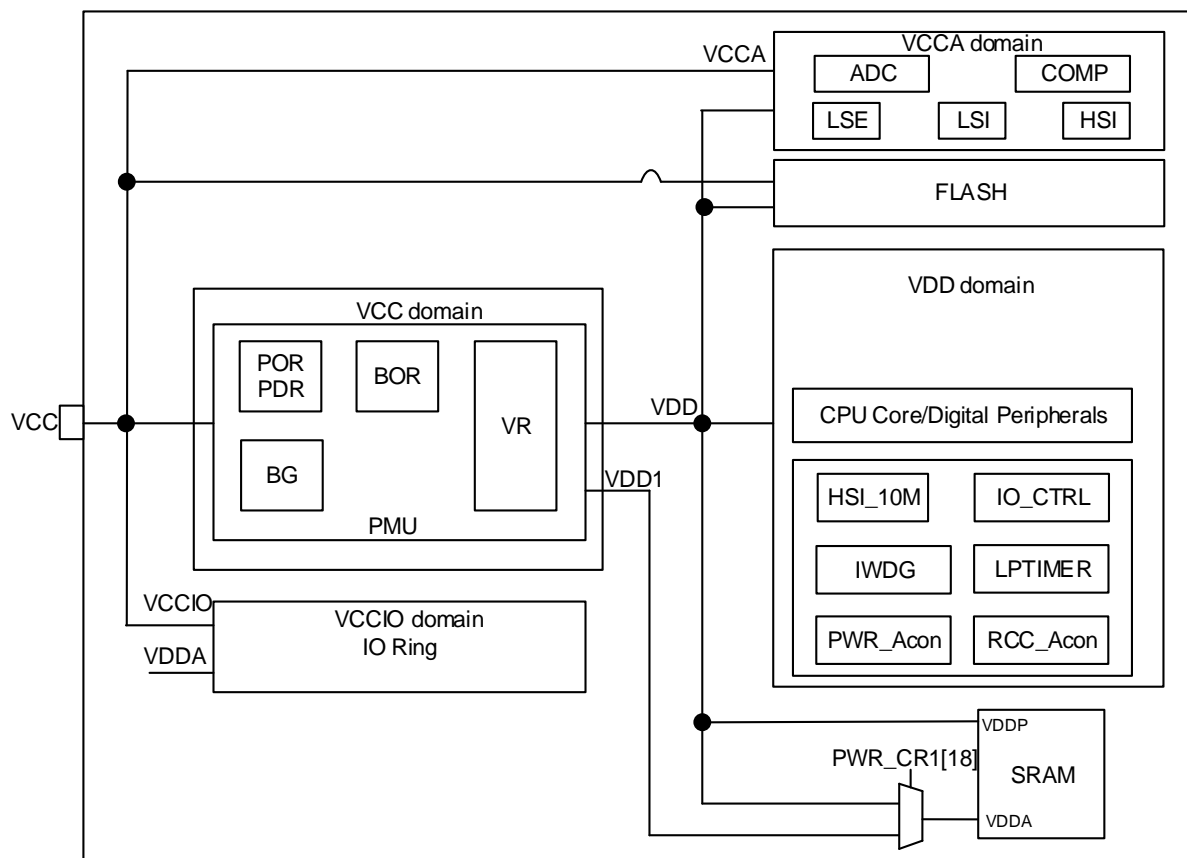 VCCA domain
VCCA
ADC
COMP
LSE
LSI
HSI
FLASH
VCC domain
POR
PDR
BOR
VR
BG
PMU
VCC
VDD
VDD1
VDD domain
CPU Core/Digital Peripherals
HSI_10M
IO_CTRL
IWDG
LPTIMER
PWR_Acon
RCC_Acon
VCCIO
VDDA
VCCIO domain
IO Ring
PWR_CR1[18]
VDDP
SRAM
VDDA